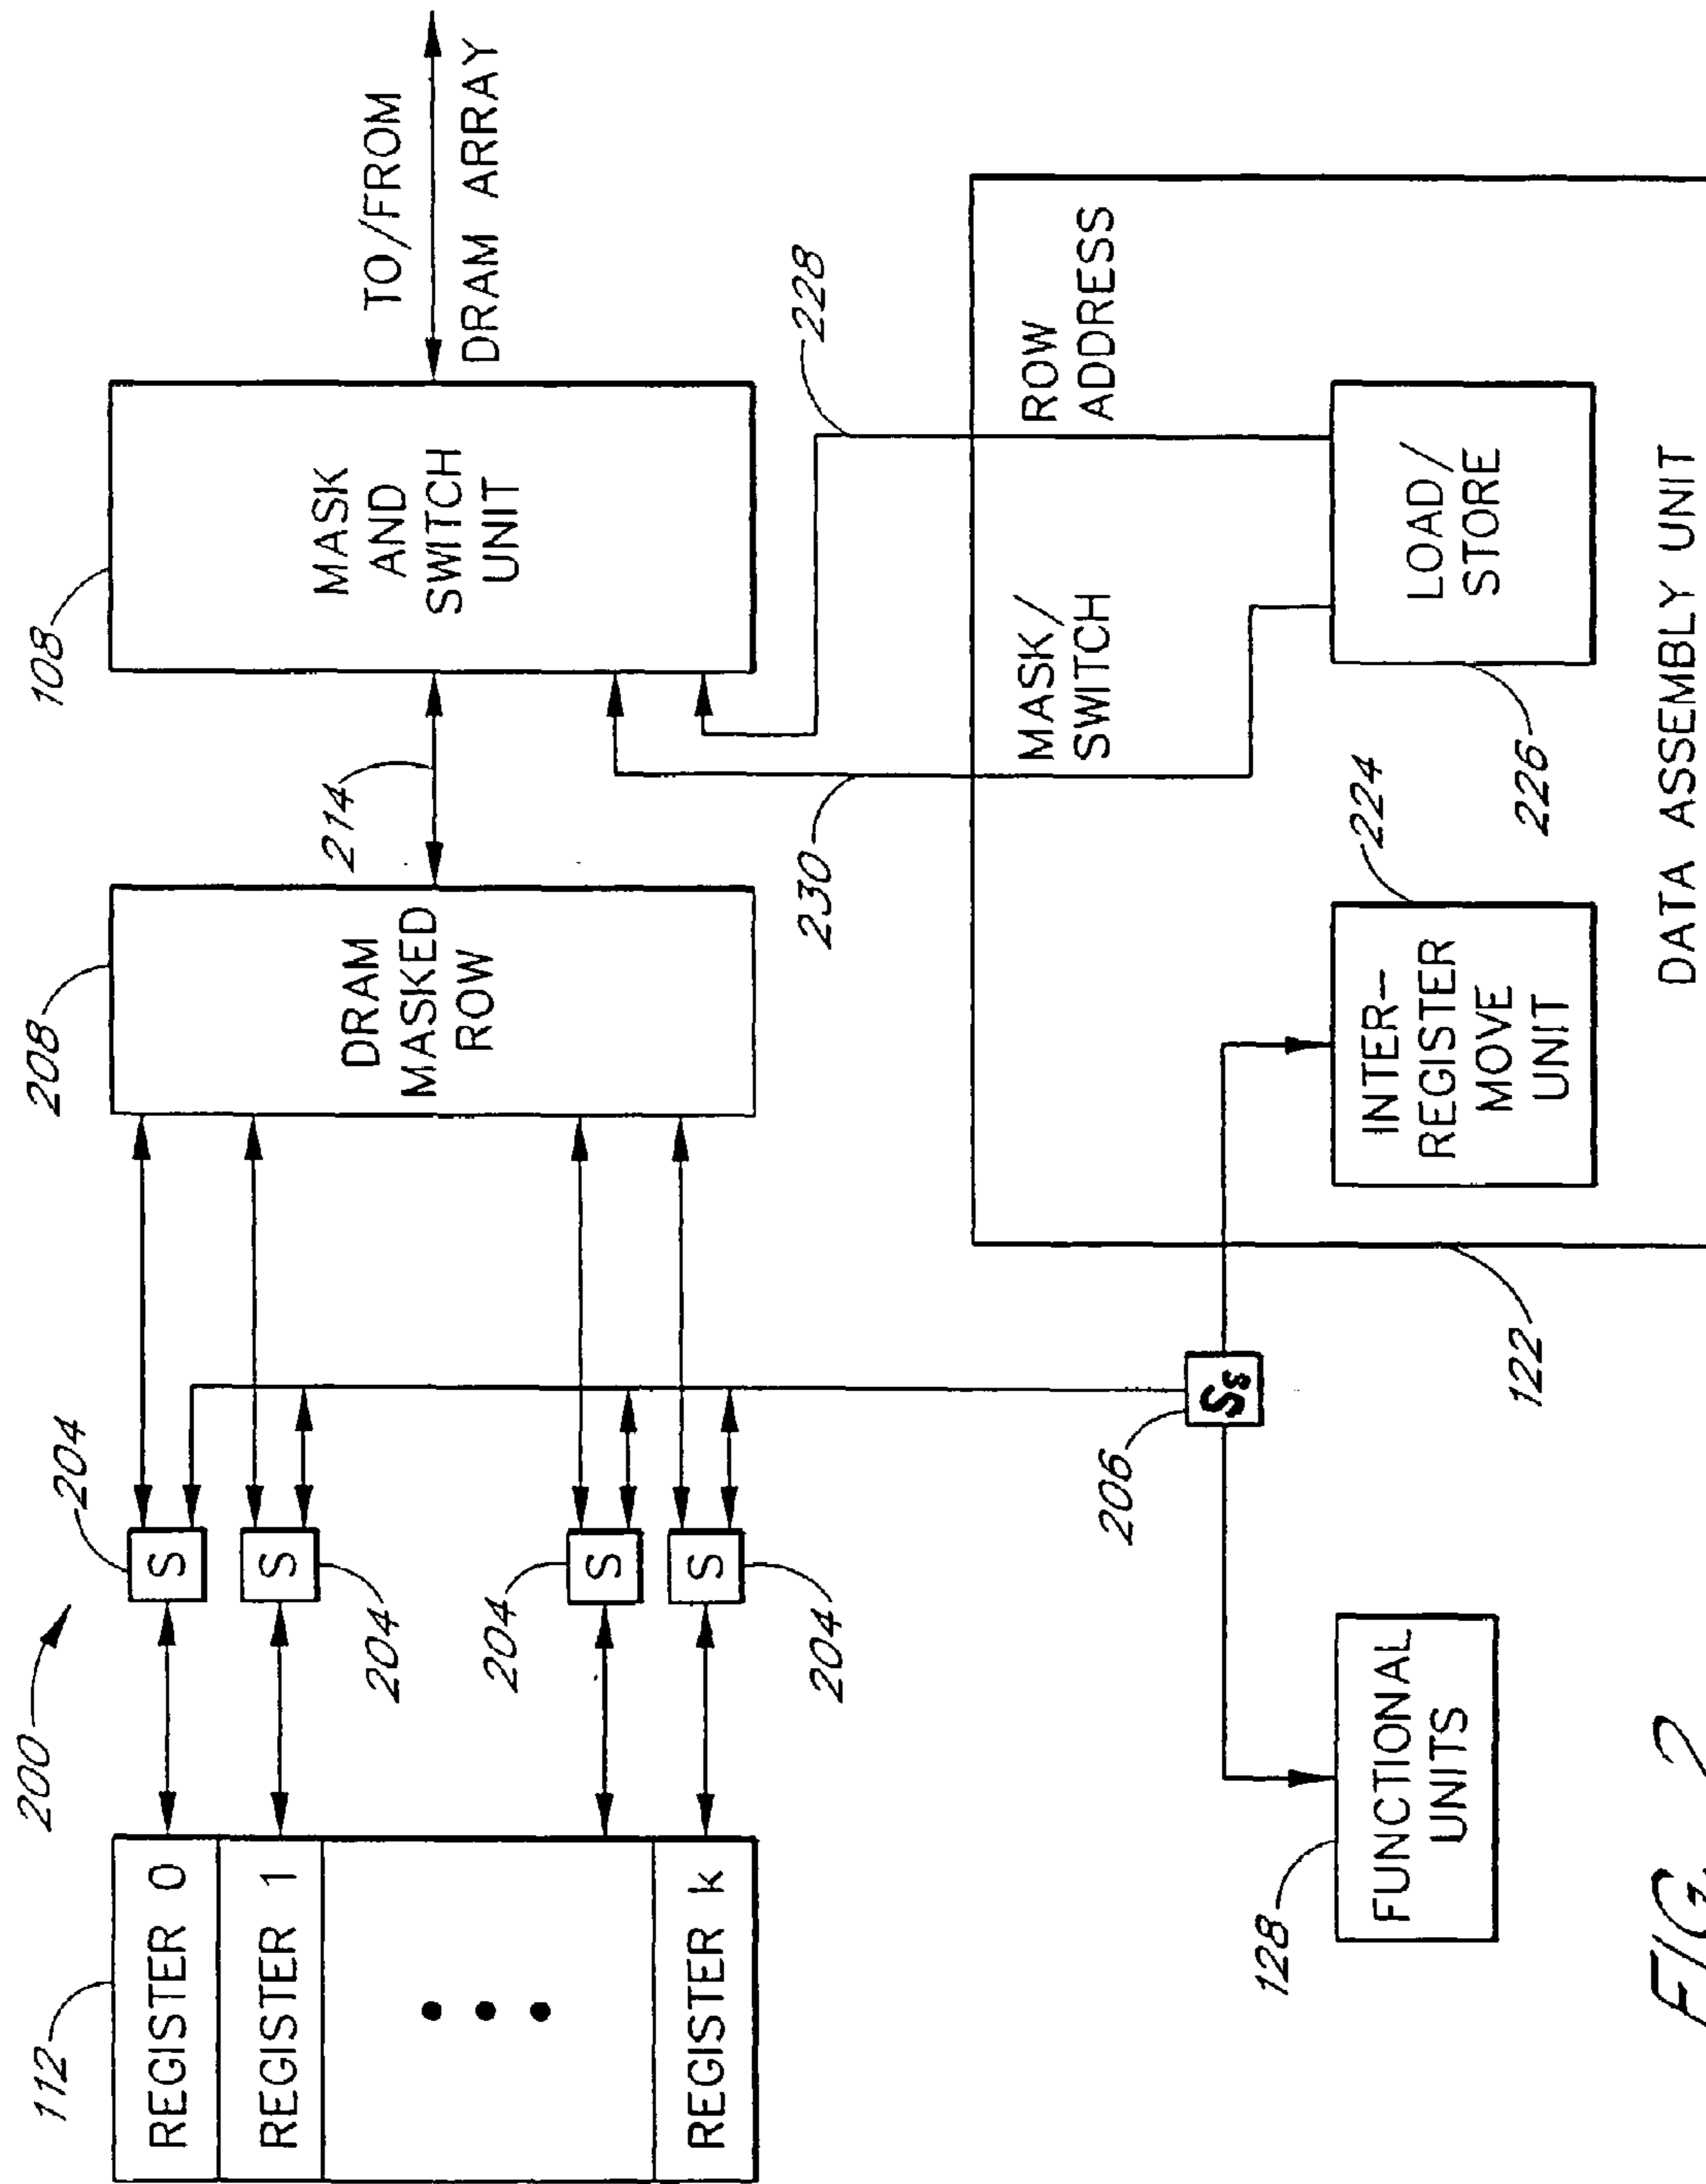 200
112
REGISTER 0
REGISTER 1
REGISTER k
204
S
S
204
204
S
S
204
208
DRAM
MASKED
ROW
214
108
MASK
AND
SWITCH
UNIT
TO/FROM
DRAM ARRAY
206
128
FUNCTIONAL
UNITS
122
230
MASK/
SWITCH
228
ROW
ADDRESS
INTER-
REGISTER
MOVE
UNIT
224
LOAD/
STORE
226
DATA ASSEMBLY UNIT
FIG. 2